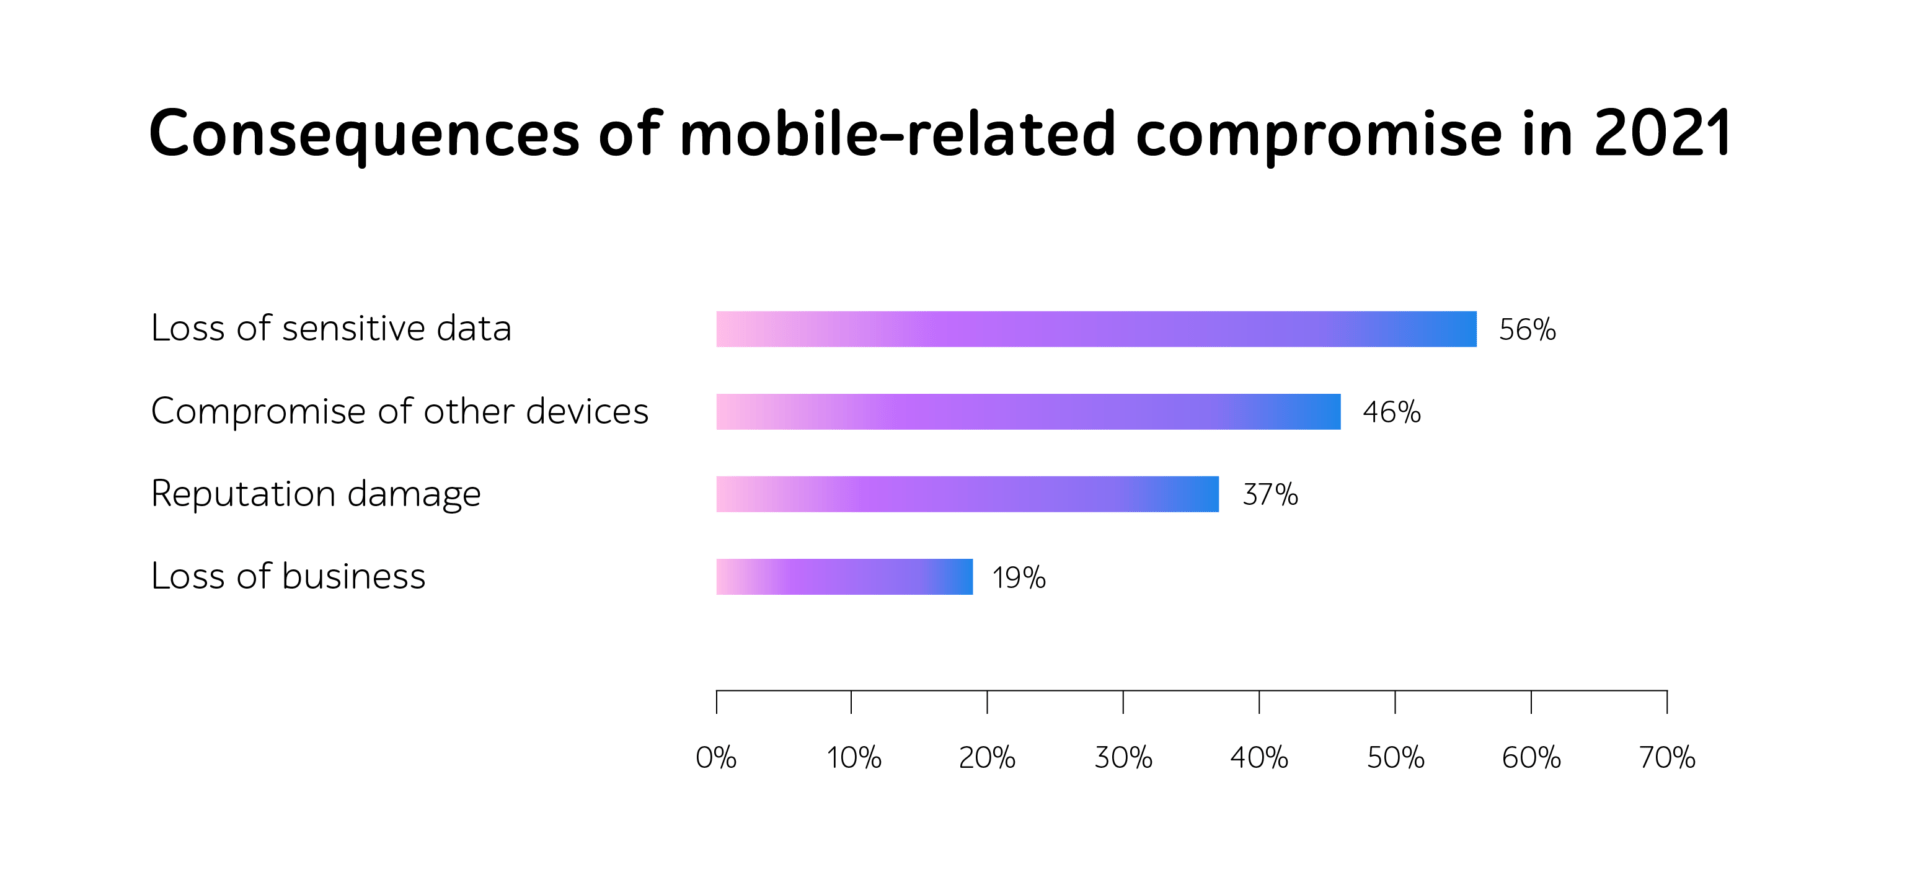 Consequences of mobile-related compromise in 2021
Loss of sensitive data 56%
Compromise of other devices 46%
Reputation damage 37%
Loss of business 19%
0% 10% 20% 30% 40% 50% 60% 70%